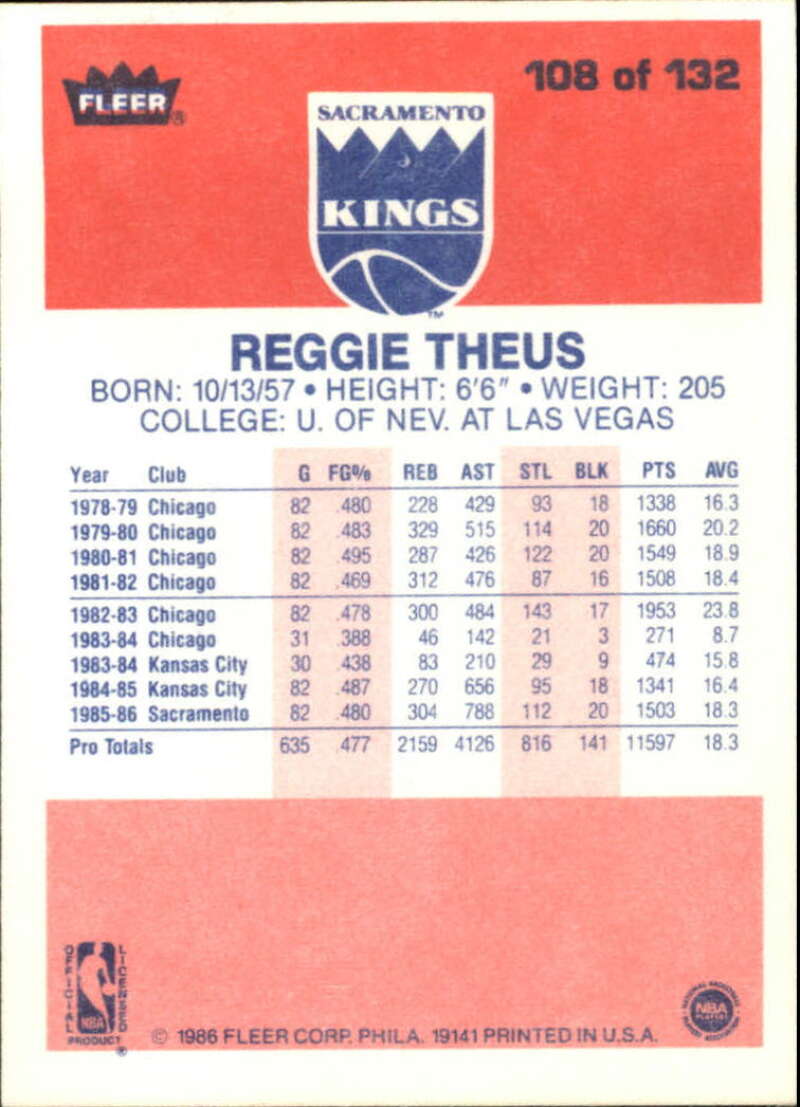 108 of 132
FLEER®
SACRAMENTO
KINGS
TM
REGGIE THEUS
BORN: 10/13/57 • HEIGHT: 6'6" • WEIGHT: 205
COLLEGE: U. OF NEV. AT LAS VEGAS
Year Club G FG% REB AST STL BLK PTS AVG
1978-79 Chicago 82 .480 228 429 93 18 1338 16.3
1979-80 Chicago 82 .483 329 515 114 20 1660 20.2
1980-81 Chicago 82 .495 287 426 122 20 1549 18.9
1981-82 Chicago 82 .469 312 476 87 16 1508 18.4
1982-83 Chicago 82 .478 300 484 143 17 1953 23.8
1983-84 Chicago 31 .388 46 142 21 3 271 8.7
1983-84 Kansas City 30 .438 83 210 29 9 474 15.8
1984-85 Kansas City 82 .487 270 656 95 18 1341 16.4
1985-86 Sacramento 82 .480 304 788 112 20 1503 18.3
Pro Totals 635 .477 2159 4126 816 141 11597 18.3
OFFICIAL
LICENSED
NBA
PRODUCT®
NATIONAL BASKETBALL
NBA
PLAYERS
ASSOCIATION
© 1986 FLEER CORP. PHILA. 19141 PRINTED IN U.S.A.